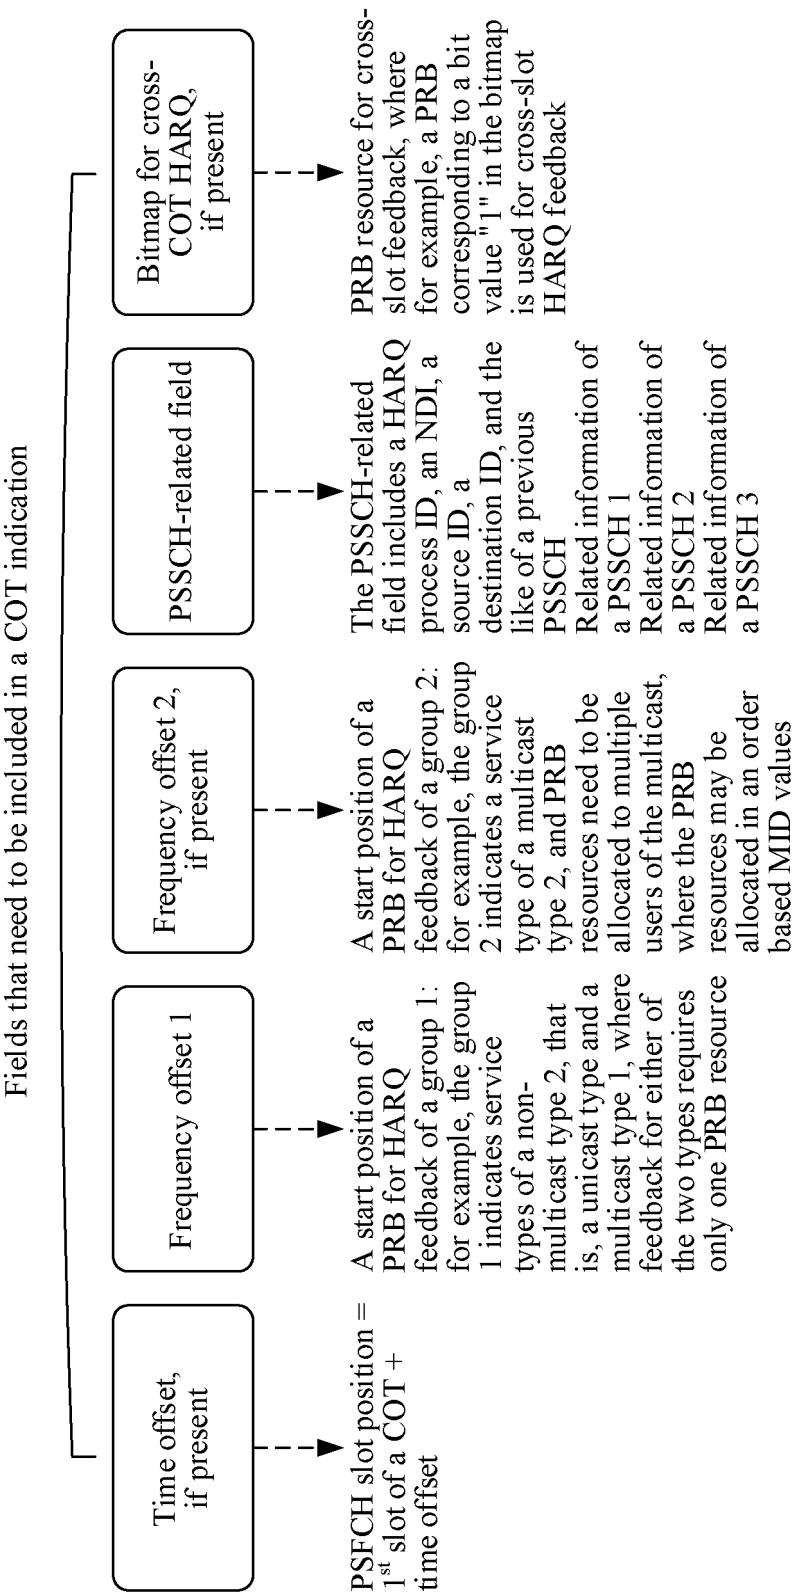 Fields that need to be included in a COT indication
Time offset,
if present
PSFCH slot position =
1st slot of a COT +
time offset
Frequency offset 1
A start position of a
PRB for HARQ
feedback of a group 1:
for example, the group
1 indicates service
types of a non-
multicast type 2, that
is, a unicast type and a
multicast type 1, where
feedback for either of
the two types requires
only one PRB resource
Frequency offset 2,
if present
A start position of a
PRB for HARQ
feedback of a group 2:
for example, the group
2 indicates a service
type of a multicast
type 2, and PRB
resources need to be
allocated to multiple
users of the multicast,
where the PRB
resources may be
allocated in an order
based MID values
PSSCH-related field
The PSSCH-related
field includes a HARQ
process ID, an NDI, a
source ID, a
destination ID, and the
like of a previous
PSSCH
Related information of
a PSSCH 1
Related information of
a PSSCH 2
Related information of
a PSSCH 3
Bitmap for cross-
COT HARQ,
if present
PRB resource for cross-
slot feedback, where
for example, a PRB
corresponding to a bit
value "1" in the bitmap
is used for cross-slot
HARQ feedback